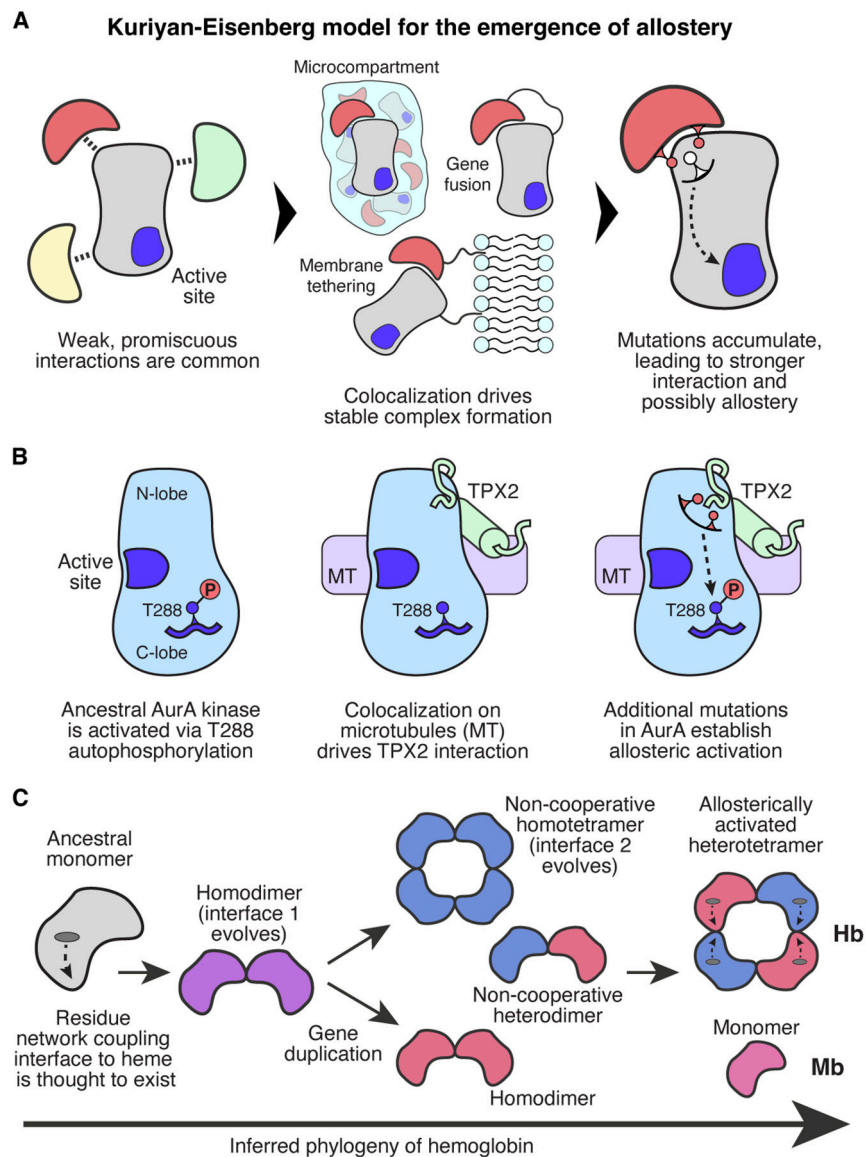 A
Kuriyan-Eisenberg model for the emergence of allostery
Microcompartment
Gene
fusion
Active
site
Membrane
tethering
Weak, promiscuous
interactions are common
Colocalization drives
stable complex formation
Mutations accumulate,
leading to stronger
interaction and
possibly allostery
B
N-lobe
Active
site
P
T288
C-lobe
Ancestral AurA kinase
is activated via T288
autophosphorylation
TPX2
MT
T288
Colocalization on
microtubules (MT)
drives TPX2 interaction
TPX2
MT
P
T288
Additional mutations
in AurA establish
allosteric activation
C
Ancestral
monomer
Residue
network coupling
interface to heme
is thought to exist
Homodimer
(interface 1
evolves)
Gene
duplication
Non-cooperative
homotetramer
(interface 2
evolves)
Non-cooperative
heterodimer
Homodimer
Allosterically
activated
heterotetramer
Hb
Monomer
Mb
Inferred phylogeny of hemoglobin